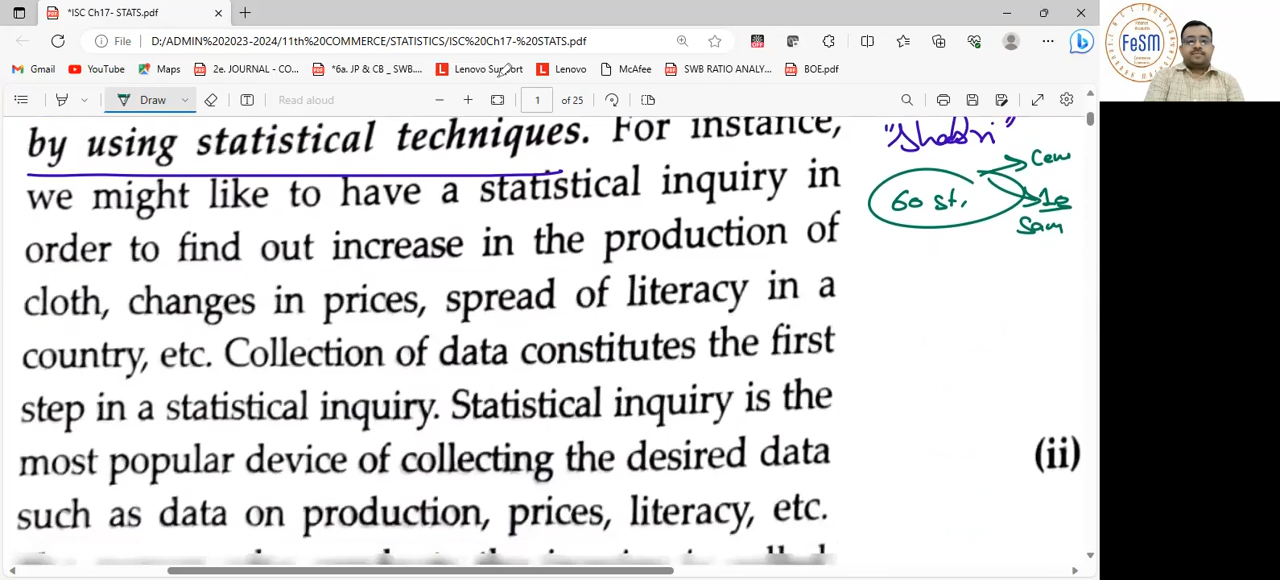 *ISC Ch17- STATS.pdf
File D:/ADMIN%202023-2024/11th%20COMMERCE/STATISTICS/ISC%20Ch17-%20STATS.pdf
Gmail YouTube Maps 2e. JOURNAL - CO... *6a. JP & CB _ SWB.... Lenovo Support Lenovo McAfee SWB RATIO ANALY... BOE.pdf
Draw Read aloud 1 of 25
FeSM
by using statistical techniques. For instance,
we might like to have a statistical inquiry in
order to find out increase in the production of
cloth, changes in prices, spread of literacy in a
country, etc. Collection of data constitutes the first
step in a statistical inquiry. Statistical inquiry is the
most popular device of collecting the desired data
such as data on production, prices, literacy, etc.
60 st.
Cen
10
Sam
(ii)